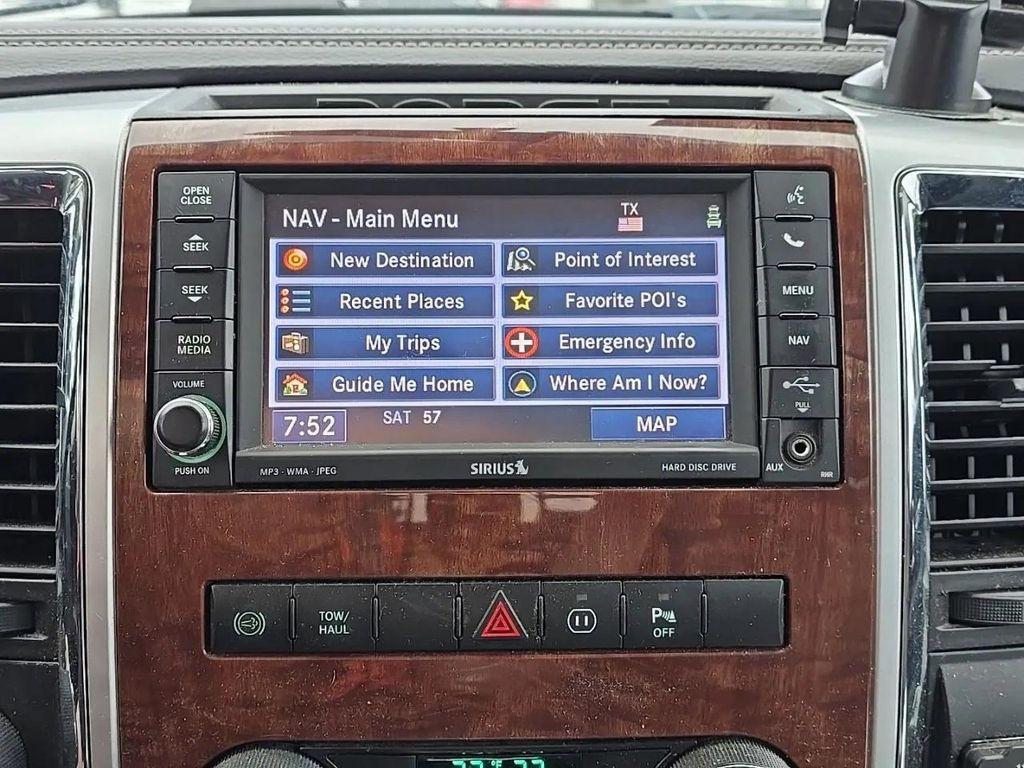 DODGE
OPEN
CLOSE
SEEK
SEEK
RADIO
MEDIA
VOLUME
PUSH ON
NAV - Main Menu
TX
New Destination
Point of Interest
Recent Places
Favorite POI's
My Trips
Emergency Info
Guide Me Home
Where Am I Now?
7:52
SAT 57
MAP
MP3 - WMA - JPEG
SIRIUS
HARD DISC DRIVE
MENU
NAV
PULL
AUX
RHR
TOW/
HAUL
P
OFF